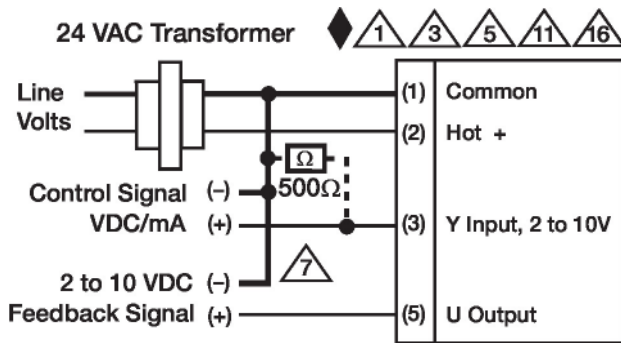 24 VAC Transformer
1 3 5 11 16
Line
Volts
(1) Common
(2) Hot +
Ω
500Ω
Control Signal (–)
VDC/mA (+)
(3) Y Input, 2 to 10V
7
2 to 10 VDC (–)
Feedback Signal (+)
(5) U Output